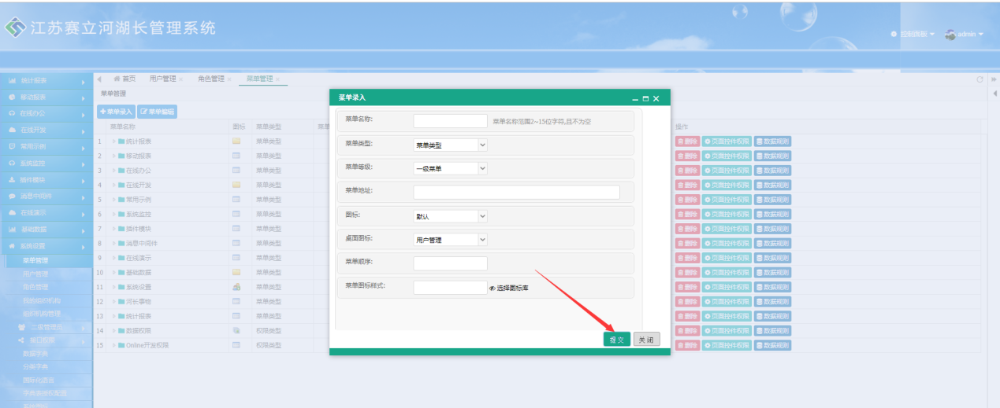 江苏赛立河湖长管理系统
控制面板
admin
统计报表
移动报表
在线办公
在线开发
常用示例
系统监控
插件模块
消息中间件
在线演示
基础数据
系统设置
菜单管理
用户管理
角色管理
我的组织机构
组织机构管理
二级管理员
接口权限
数据字典
分类字典
国际化语言
系统图标
首页 用户管理 × 角色管理 × 菜单管理 ×
菜单管理
菜单录入 菜单编辑
菜单名称 图标 菜单类型 操作
1 统计报表 菜单类型 删除 页面控件权限 数据规则
2 移动报表 菜单类型 删除 页面控件权限 数据规则
3 在线办公 菜单类型 删除 页面控件权限 数据规则
4 在线开发 菜单类型 删除 页面控件权限 数据规则
5 常用示例 菜单类型 删除 页面控件权限 数据规则
6 系统监控 菜单类型 删除 页面控件权限 数据规则
7 插件模块 菜单类型 删除 页面控件权限 数据规则
8 消息中间件 菜单类型 删除 页面控件权限 数据规则
9 在线演示 菜单类型 删除 页面控件权限 数据规则
10 基础数据 菜单类型 删除 页面控件权限 数据规则
11 系统设置 菜单类型 删除 页面控件权限 数据规则
12 河长事物 菜单类型 删除 页面控件权限 数据规则
13 统计报表 菜单类型 删除 页面控件权限 数据规则
14 数据权限 权限类型 删除 页面控件权限 数据规则
15 Online开发权限 权限类型 删除 页面控件权限 数据规则
菜单录入
菜单名称: 菜单名称范围2~15位字符,且不为空
菜单类型: 菜单类型
菜单等级: 一级菜单
菜单地址:
图标: 默认
桌面图标: 用户管理
菜单顺序:
菜单图标样式: 选择图标库
提交 关闭